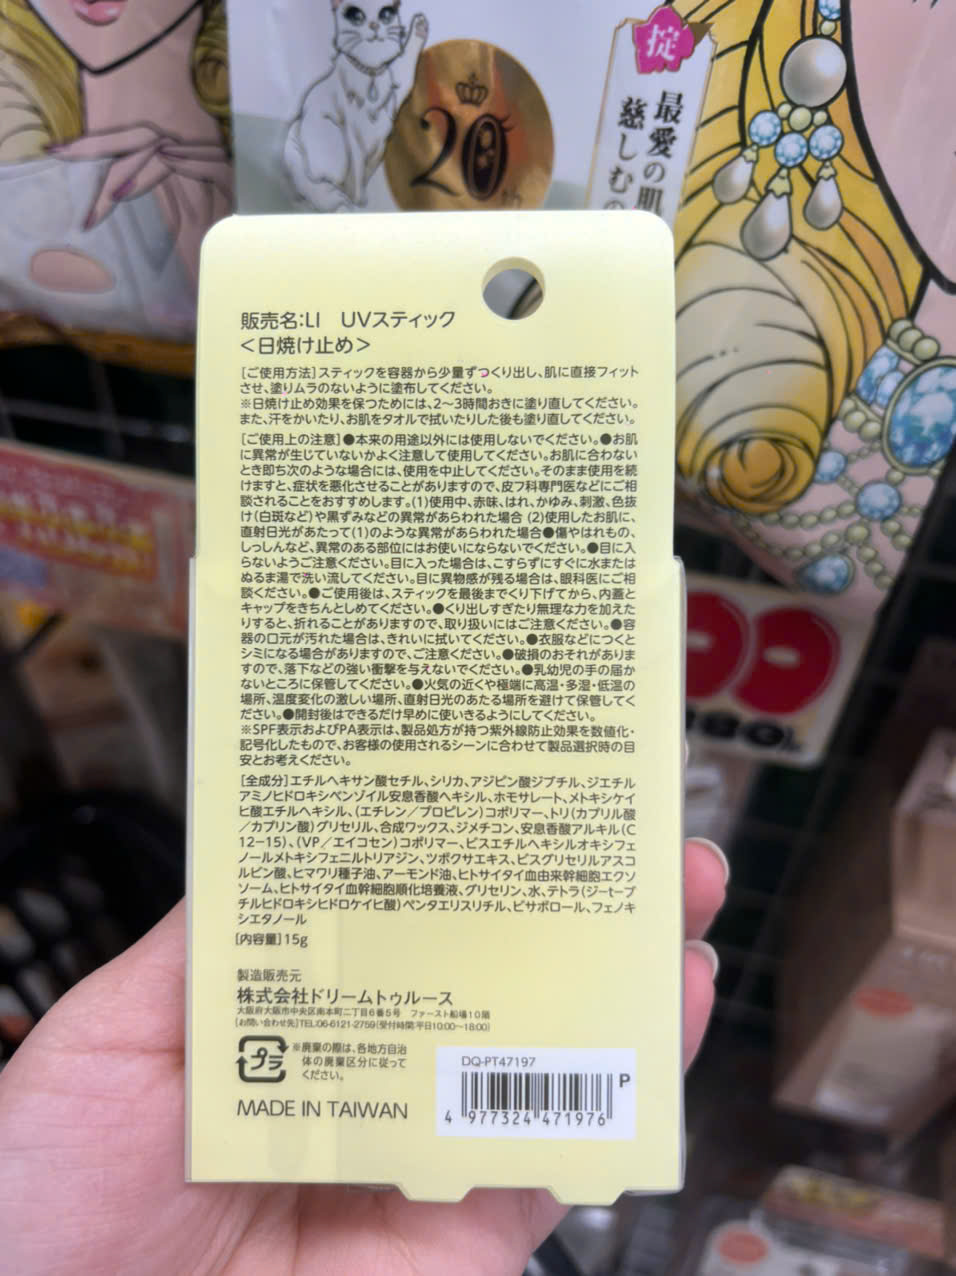 掟
最愛の肌
慈しむの
20th
販売名:LI UVスティック
<日焼け止め>
[ご使用方法]スティックを容器から少量ずつくり出し、肌に直接フィット
させ、塗りムラのないように塗布してください。
※日焼け止め効果を保つためには、2〜3時間おきに塗り直してください。
また、汗をかいたり、お肌をタオルで拭いたりした後も塗り直してください。
[ご使用上の注意]●本来の用途以外には使用しないでください。●お肌
に異常が生じていないかよく注意して使用してください。お肌に合わない
とき即ち次のような場合には、使用を中止してください。そのまま使用を続
けますと、症状を悪化させることがありますので、皮フ科専門医などにご相
談されることをおすすめします。(1)使用中、赤味、はれ、かゆみ、刺激、色抜
け(白斑など)や黒ずみなどの異常があらわれた場合 (2)使用したお肌に、
直射日光があたって(1)のような異常があらわれた場合●傷やはれもの、
しっしんなど、異常のある部位にはお使いにならないでください。●目に入
らないようご注意ください。目に入った場合は、こすらずにすぐに水または
ぬるま湯で洗い流してください。目に異物感が残る場合は、眼科医にご相
談ください。●ご使用後は、スティックを最後までくり下げてから、内蓋と
キャップをきちんとしめてください。●くり出しすぎたり無理な力を加えた
りすると、折れることがありますので、取り扱いにはご注意ください。●容
器の口元が汚れた場合は、きれいに拭いてください。●衣服などにつくと
シミになる場合がありますので、ご注意ください。●破損のおそれがありま
すので、落下などの強い衝撃を与えないでください。●乳幼児の手の届か
ないところに保管してください。●火気の近くや極端に高温・多湿・低温の
場所、温度変化の激しい場所、直射日光のあたる場所を避けて保管してく
ださい。●開封後はできるだけ早めに使いきるようにしてください。
※SPF表示およびPA表示は、製品処方が持つ紫外線防止効果を数値化・
記号化したもので、お客様の使用されるシーンに合わせて製品選択時の目
安とお考えください。
[全成分]エチルヘキサン酸セチル、シリカ、アジピン酸ジブチル、ジエチル
アミノヒドロキシベンゾイル安息香酸ヘキシル、ホモサレート、メトキシケイ
ヒ酸エチルヘキシル、(エチレン/プロピレン)コポリマー、トリ(カプリル酸
/カプリン酸)グリセリル、合成ワックス、ジメチコン、安息香酸アルキル(C
12-15)、(VP/エイコセン)コポリマー、ビスエチルヘキシルオキシフェ
ノールメトキシフェニルトリアジン、ツボクサエキス、ビスグリセリルアスコ
ルビン酸、ヒマワリ種子油、アーモンド油、ヒトサイタイ血由来幹細胞エクソ
ソーム、ヒトサイタイ血幹細胞順化培養液、グリセリン、水、テトラ(ジ-t-ブ
チルヒドロキシヒドロケイヒ酸)ペンタエリスリチル、ビサボロール、フェノキ
シエタノール
[内容量]15g
製造販売元
株式会社ドリームトゥルース
大阪府大阪市中央区南本町二丁目6番5号 ファースト船場10階
[お問い合わせ先]TEL:06-6121-2759(受付時間:平日10:00〜18:00)
プラ
※廃棄の際は、各地方自治
体の廃棄区分に従って
ください。
MADE IN TAIWAN
DQ-PT47197
P
4 977324 471976